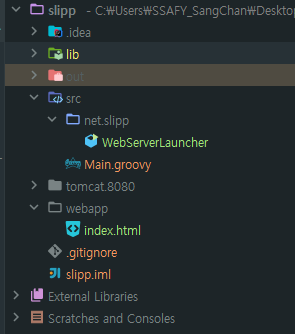 slipp - C:₩Users₩SSAFY_SangChan₩Desktop
.idea
lib
out
src
net.slipp
WebServerLauncher
Main.groovy
tomcat.8080
webapp
index.html
.gitignore
slipp.iml
External Libraries
Scratches and Consoles